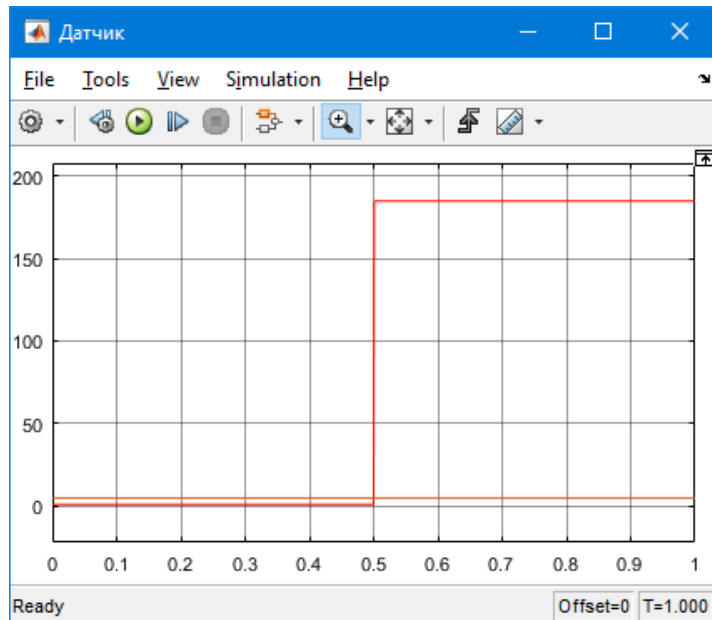 Датчик
File Tools View Simulation Help
200
150
100
50
0
0 0.1 0.2 0.3 0.4 0.5 0.6 0.7 0.8 0.9 1
Ready Offset=0 T=1.000